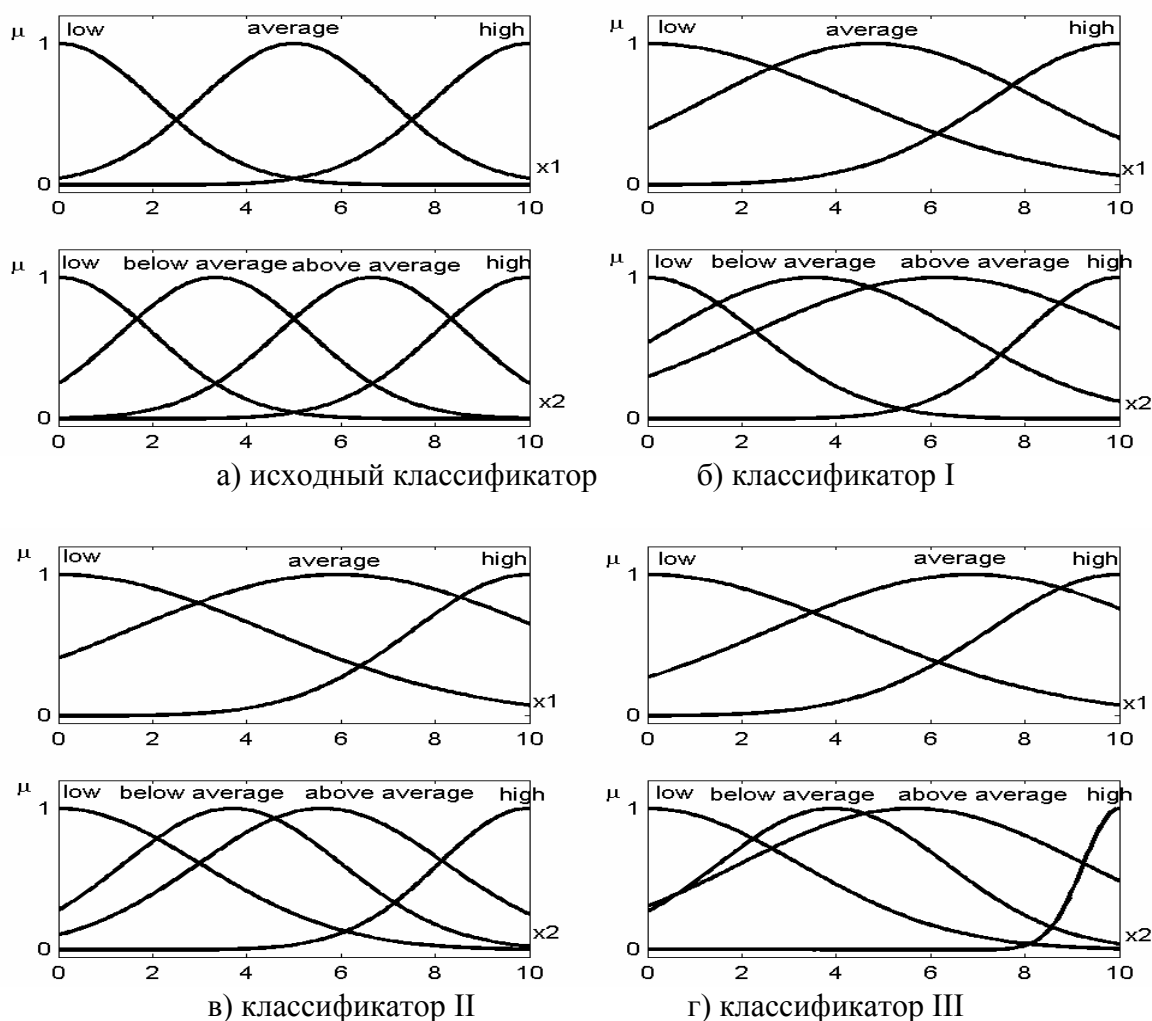 μ low average high μ low average high
1 1
0 x1 0 x1
0 2 4 6 8 10 0 2 4 6 8 10
μ low below average above average high μ low below average above average high
1 1
0 x2 0 x2
0 2 4 6 8 10 0 2 4 6 8 10
а) исходный классификатор б) классификатор I
μ low average high μ low average high
1 1
0 x1 0 x1
0 2 4 6 8 10 0 2 4 6 8 10
μ low below average above average high μ low below average above average high
1 1
0 x2 0 x2
0 2 4 6 8 10 0 2 4 6 8 10
в) классификатор II г) классификатор III